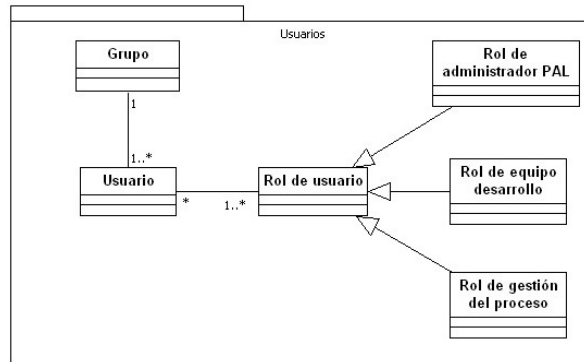 Usuarios
Grupo
Rol de
administrador PAL
1
1..*
Usuario
Rol de usuario
Rol de equipo
desarrollo
*
1..*
Rol de gestión
del proceso